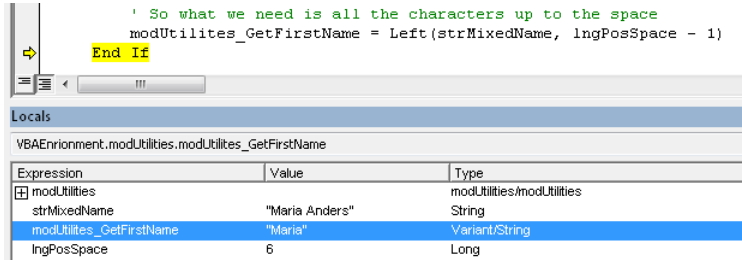 ' So what we need is all the characters up to the space
modUtilites_GetFirstName = Left(strMixedName, lngPosSpace - 1)
End If
Locals
VBAEnrionment.modUtilities.modUtilites_GetFirstName
Expression Value Type
modUtilities modUtilities/modUtilities
strMixedName "Maria Anders" String
modUtilites_GetFirstName "Maria" Variant/String
lngPosSpace 6 Long